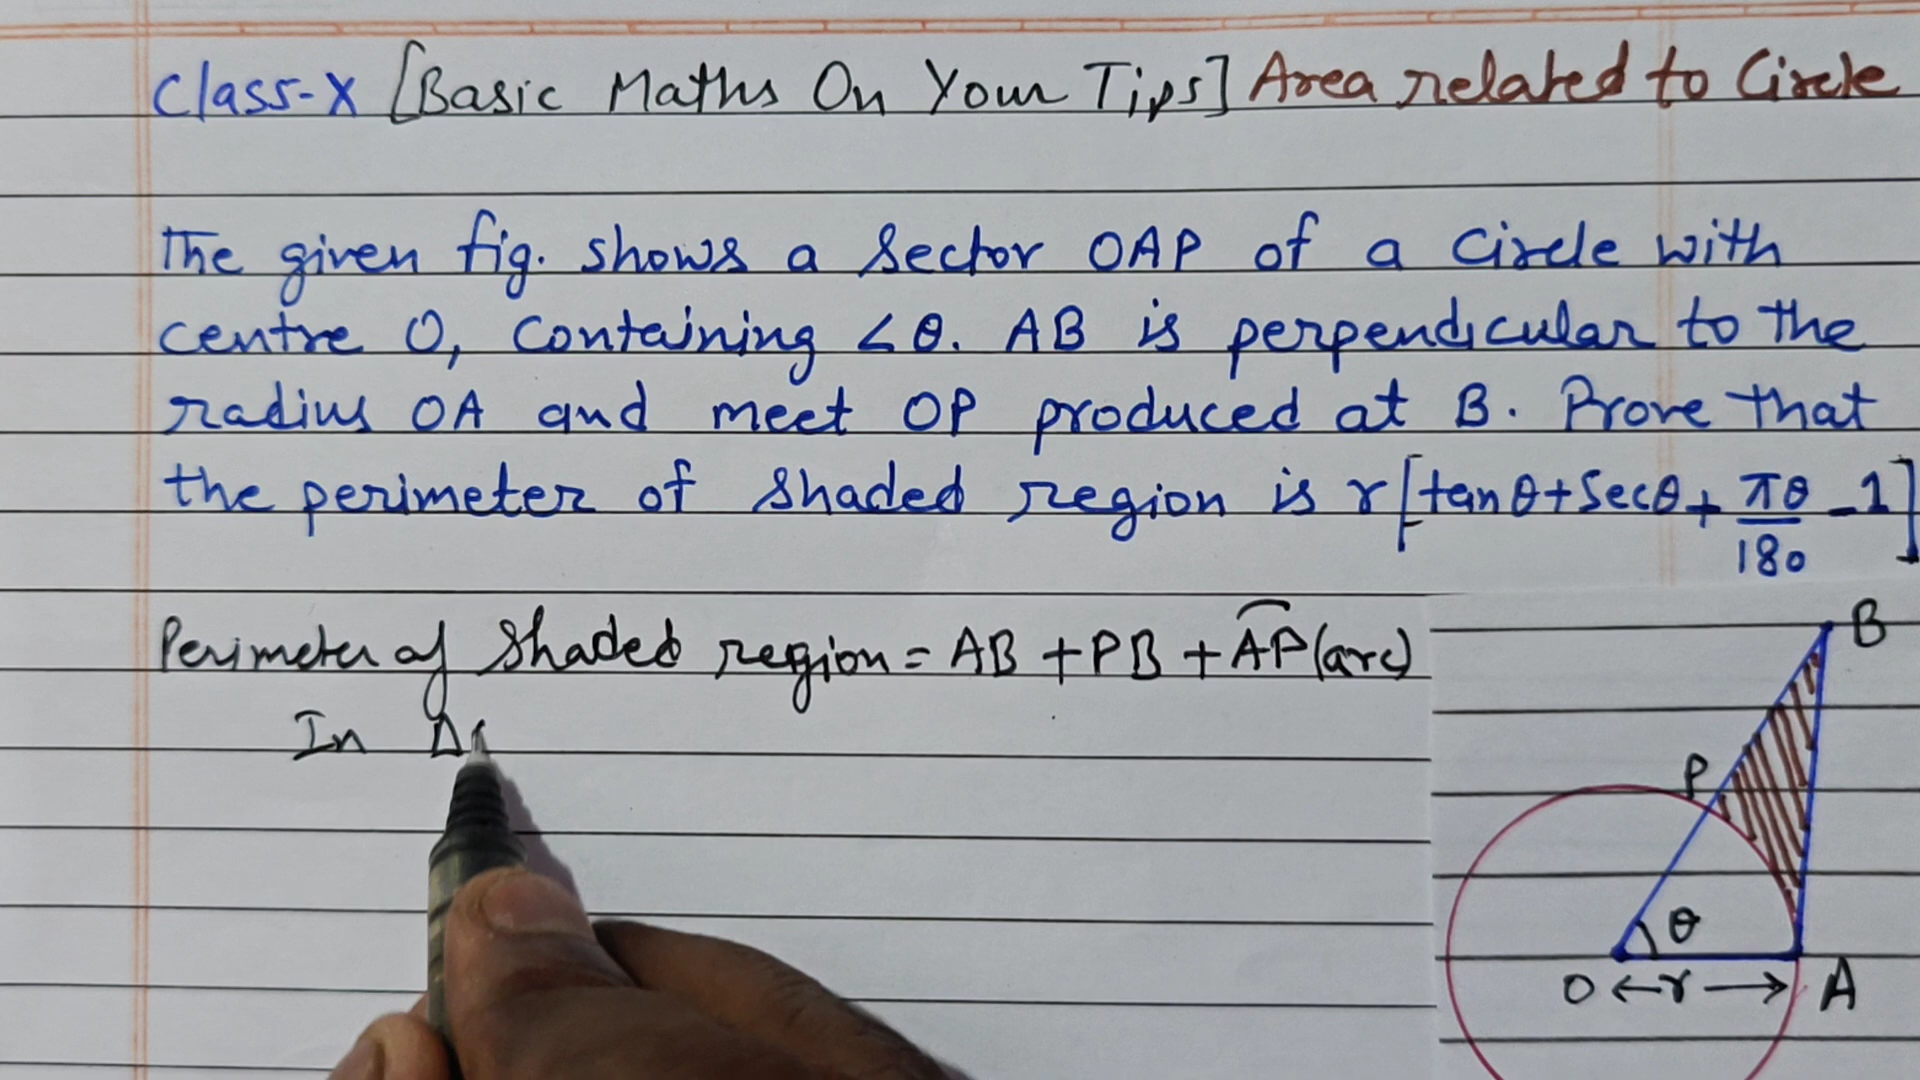 Class-X [Basic Maths On Your Tips] Area related to Circle
The given fig. shows a sector OAP of a circle with
centre O, containing <θ. AB is perpendicular to the
radius OA and meet OP produced at B. Prove that
the perimeter of shaded region is r[tanθ+Secθ+ πθ/180 -1]
Perimeter of Shaded region = AB + PB + A͡P (arc)
In Δ
B
P
θ
O ←r→ A